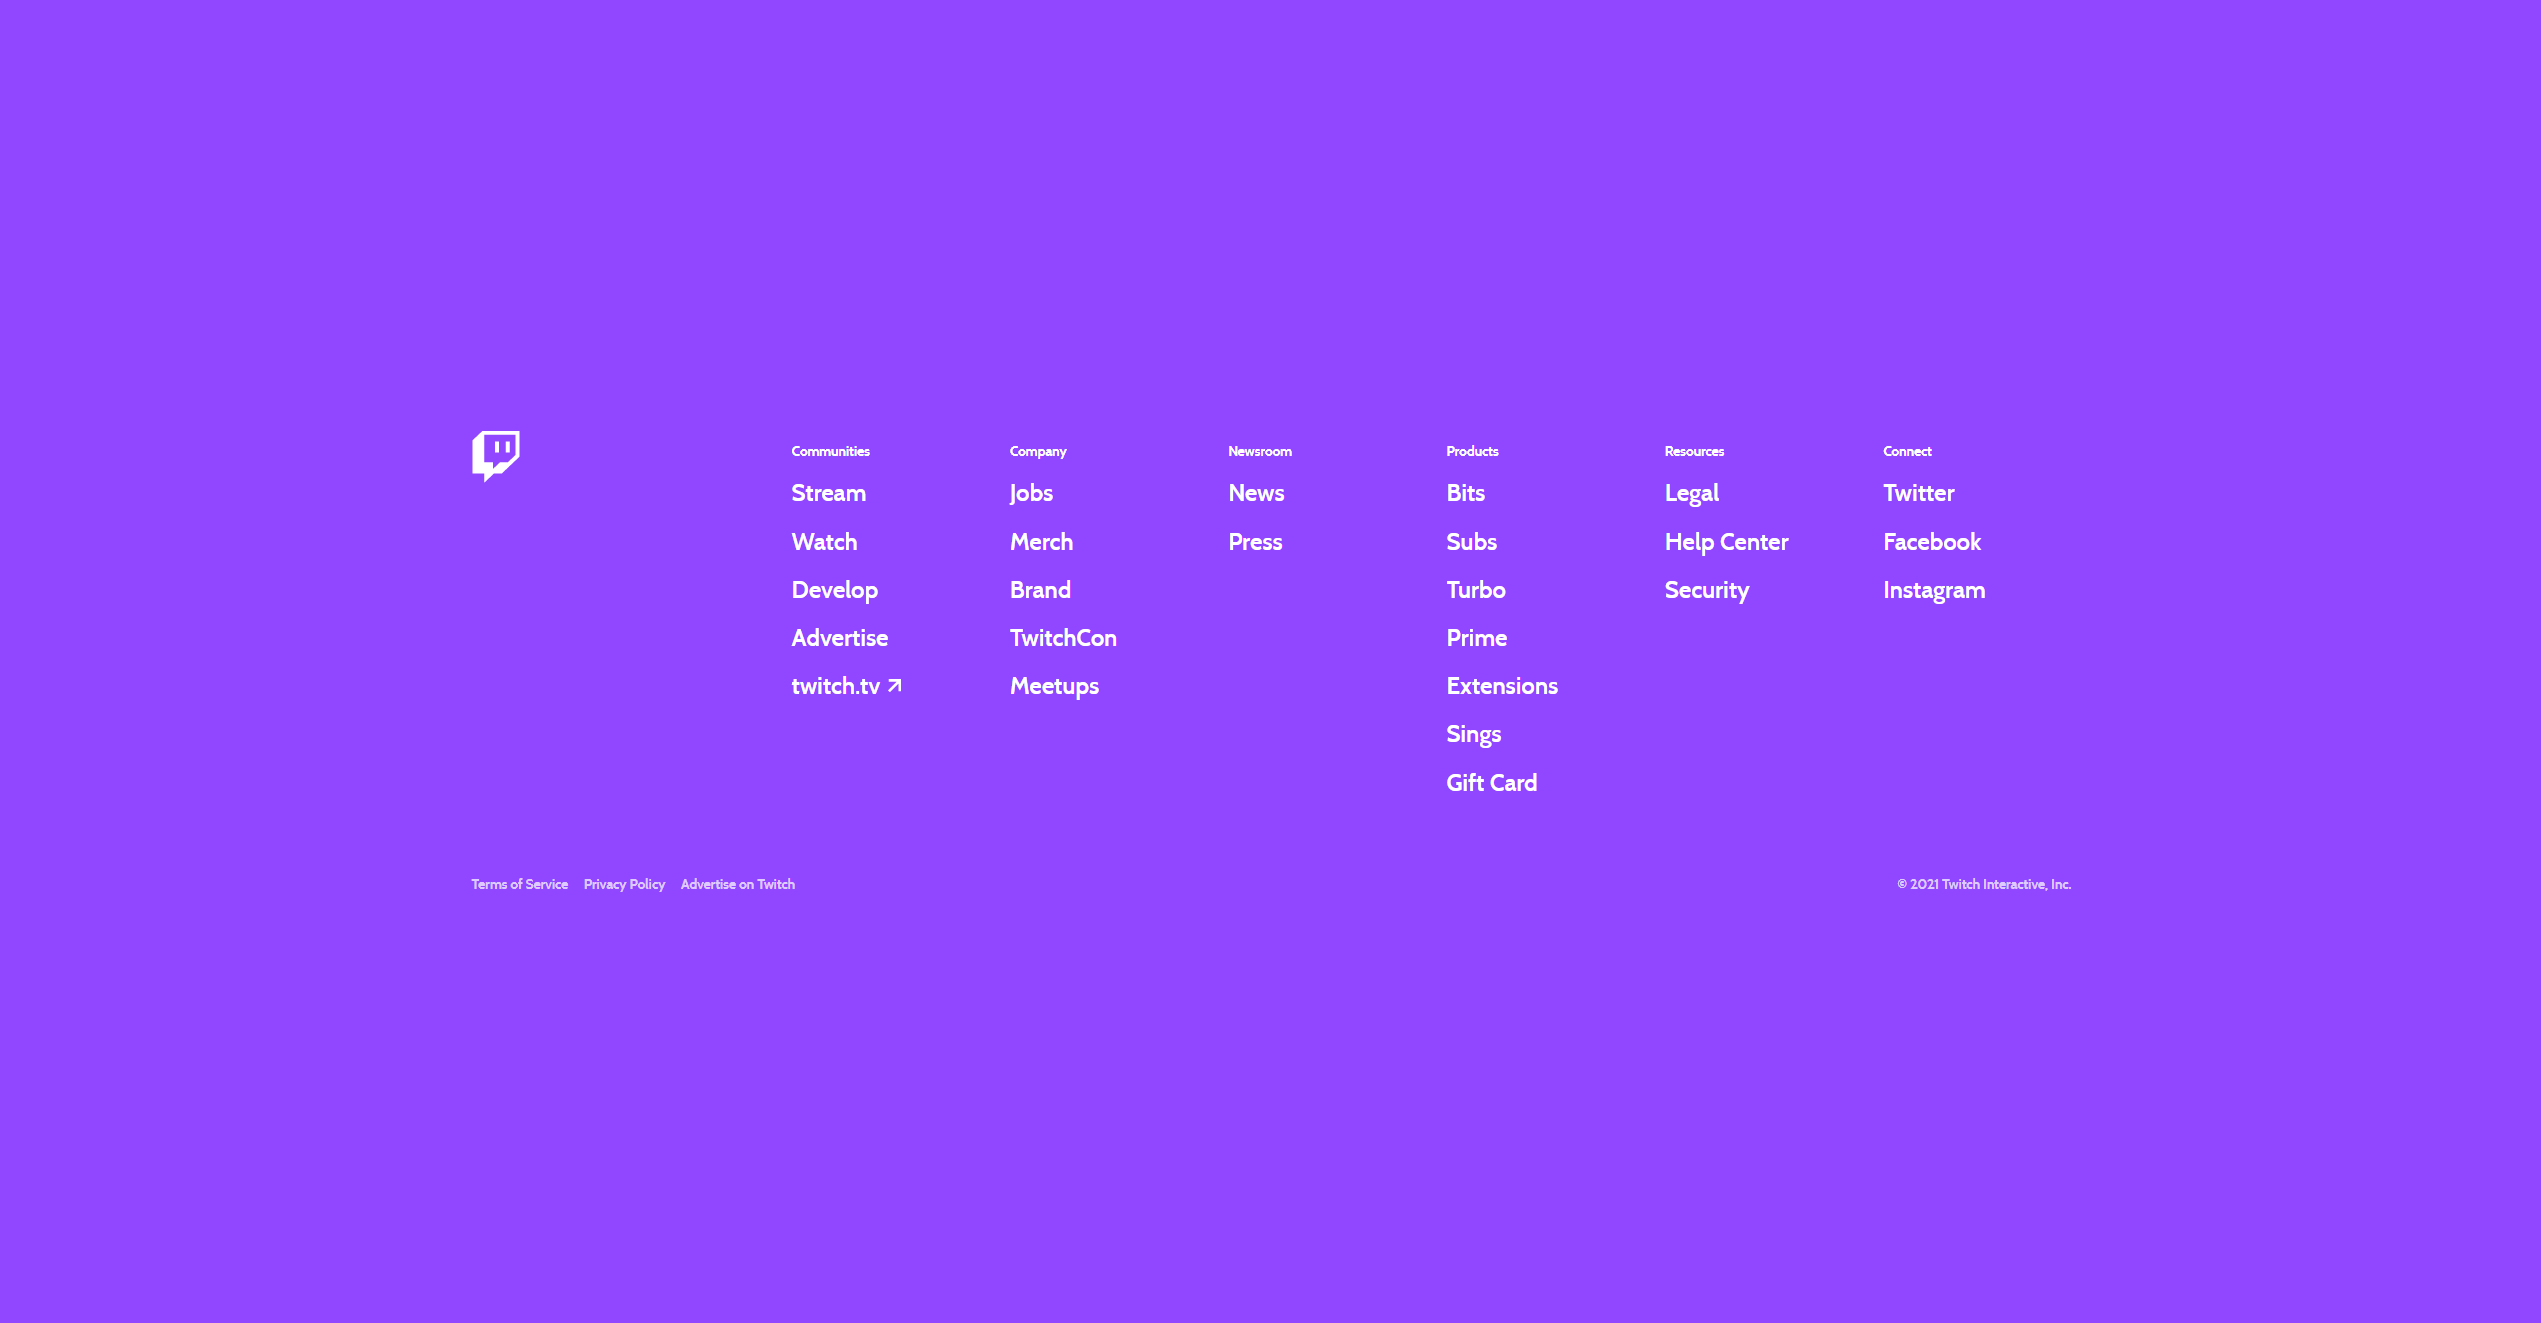 Communities
Stream
Watch
Develop
Advertise
twitch.tv
Company
Jobs
Merch
Brand
TwitchCon
Meetups
Newsroom
News
Press
Products
Bits
Subs
Turbo
Prime
Extensions
Sings
Gift Card
Resources
Legal
Help Center
Security
Connect
Twitter
Facebook
Instagram
Terms of Service Privacy Policy Advertise on Twitch
© 2021 Twitch Interactive, Inc.